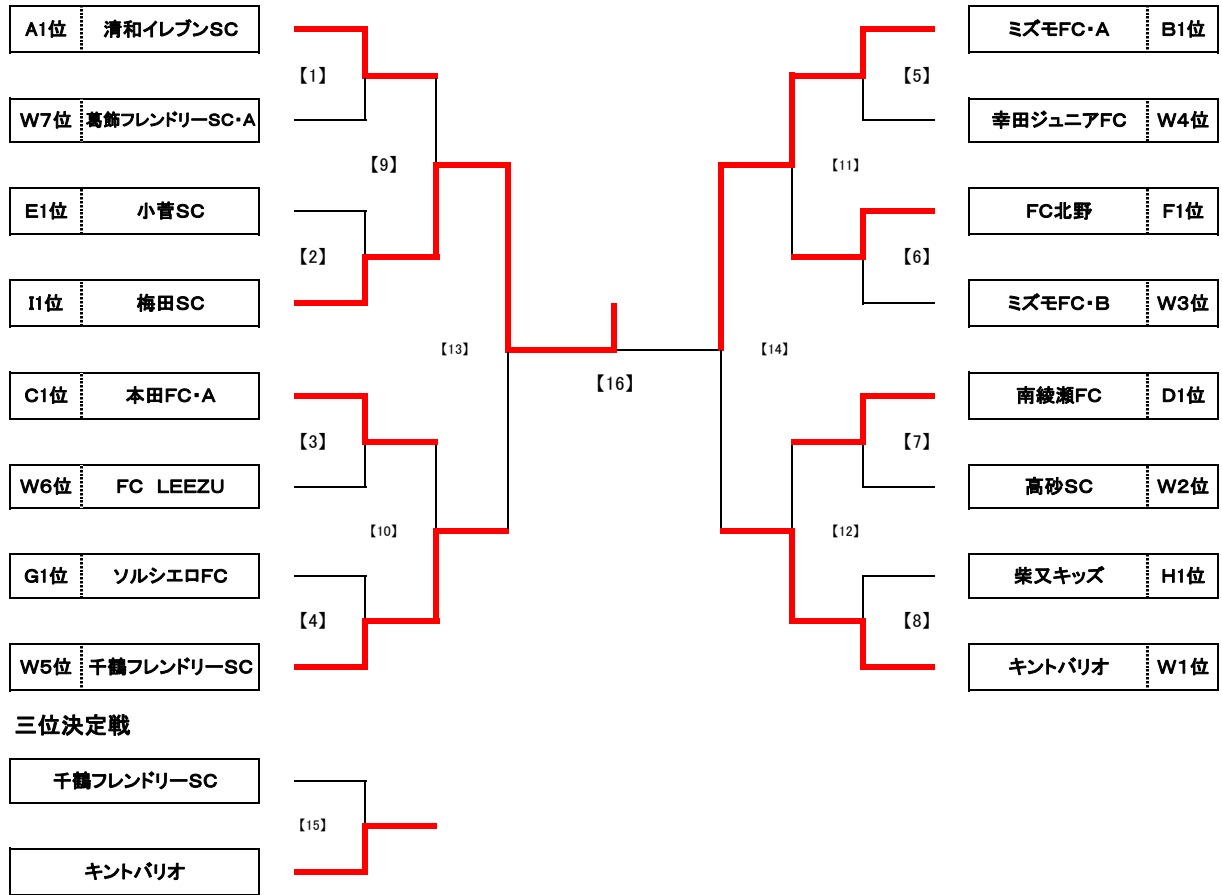 A1位 清和イレブンSC
【1】
W7位 葛飾フレンドリーSC・A
【9】
E1位 小菅SC
【2】
I1位 梅田SC
【13】
C1位 本田FC・A
【3】
W6位 FC LEEZU
【10】
G1位 ソルシエロFC
【4】
W5位 千鶴フレンドリーSC
【16】
ミズモFC・A B1位
【5】
幸田ジュニアFC W4位
【11】
FC北野 F1位
【6】
ミズモFC・B W3位
【14】
南綾瀬FC D1位
【7】
高砂SC W2位
【12】
柴又キッズ H1位
【8】
キントバリオ W1位
三位決定戦
千鶴フレンドリーSC
【15】
キントバリオ